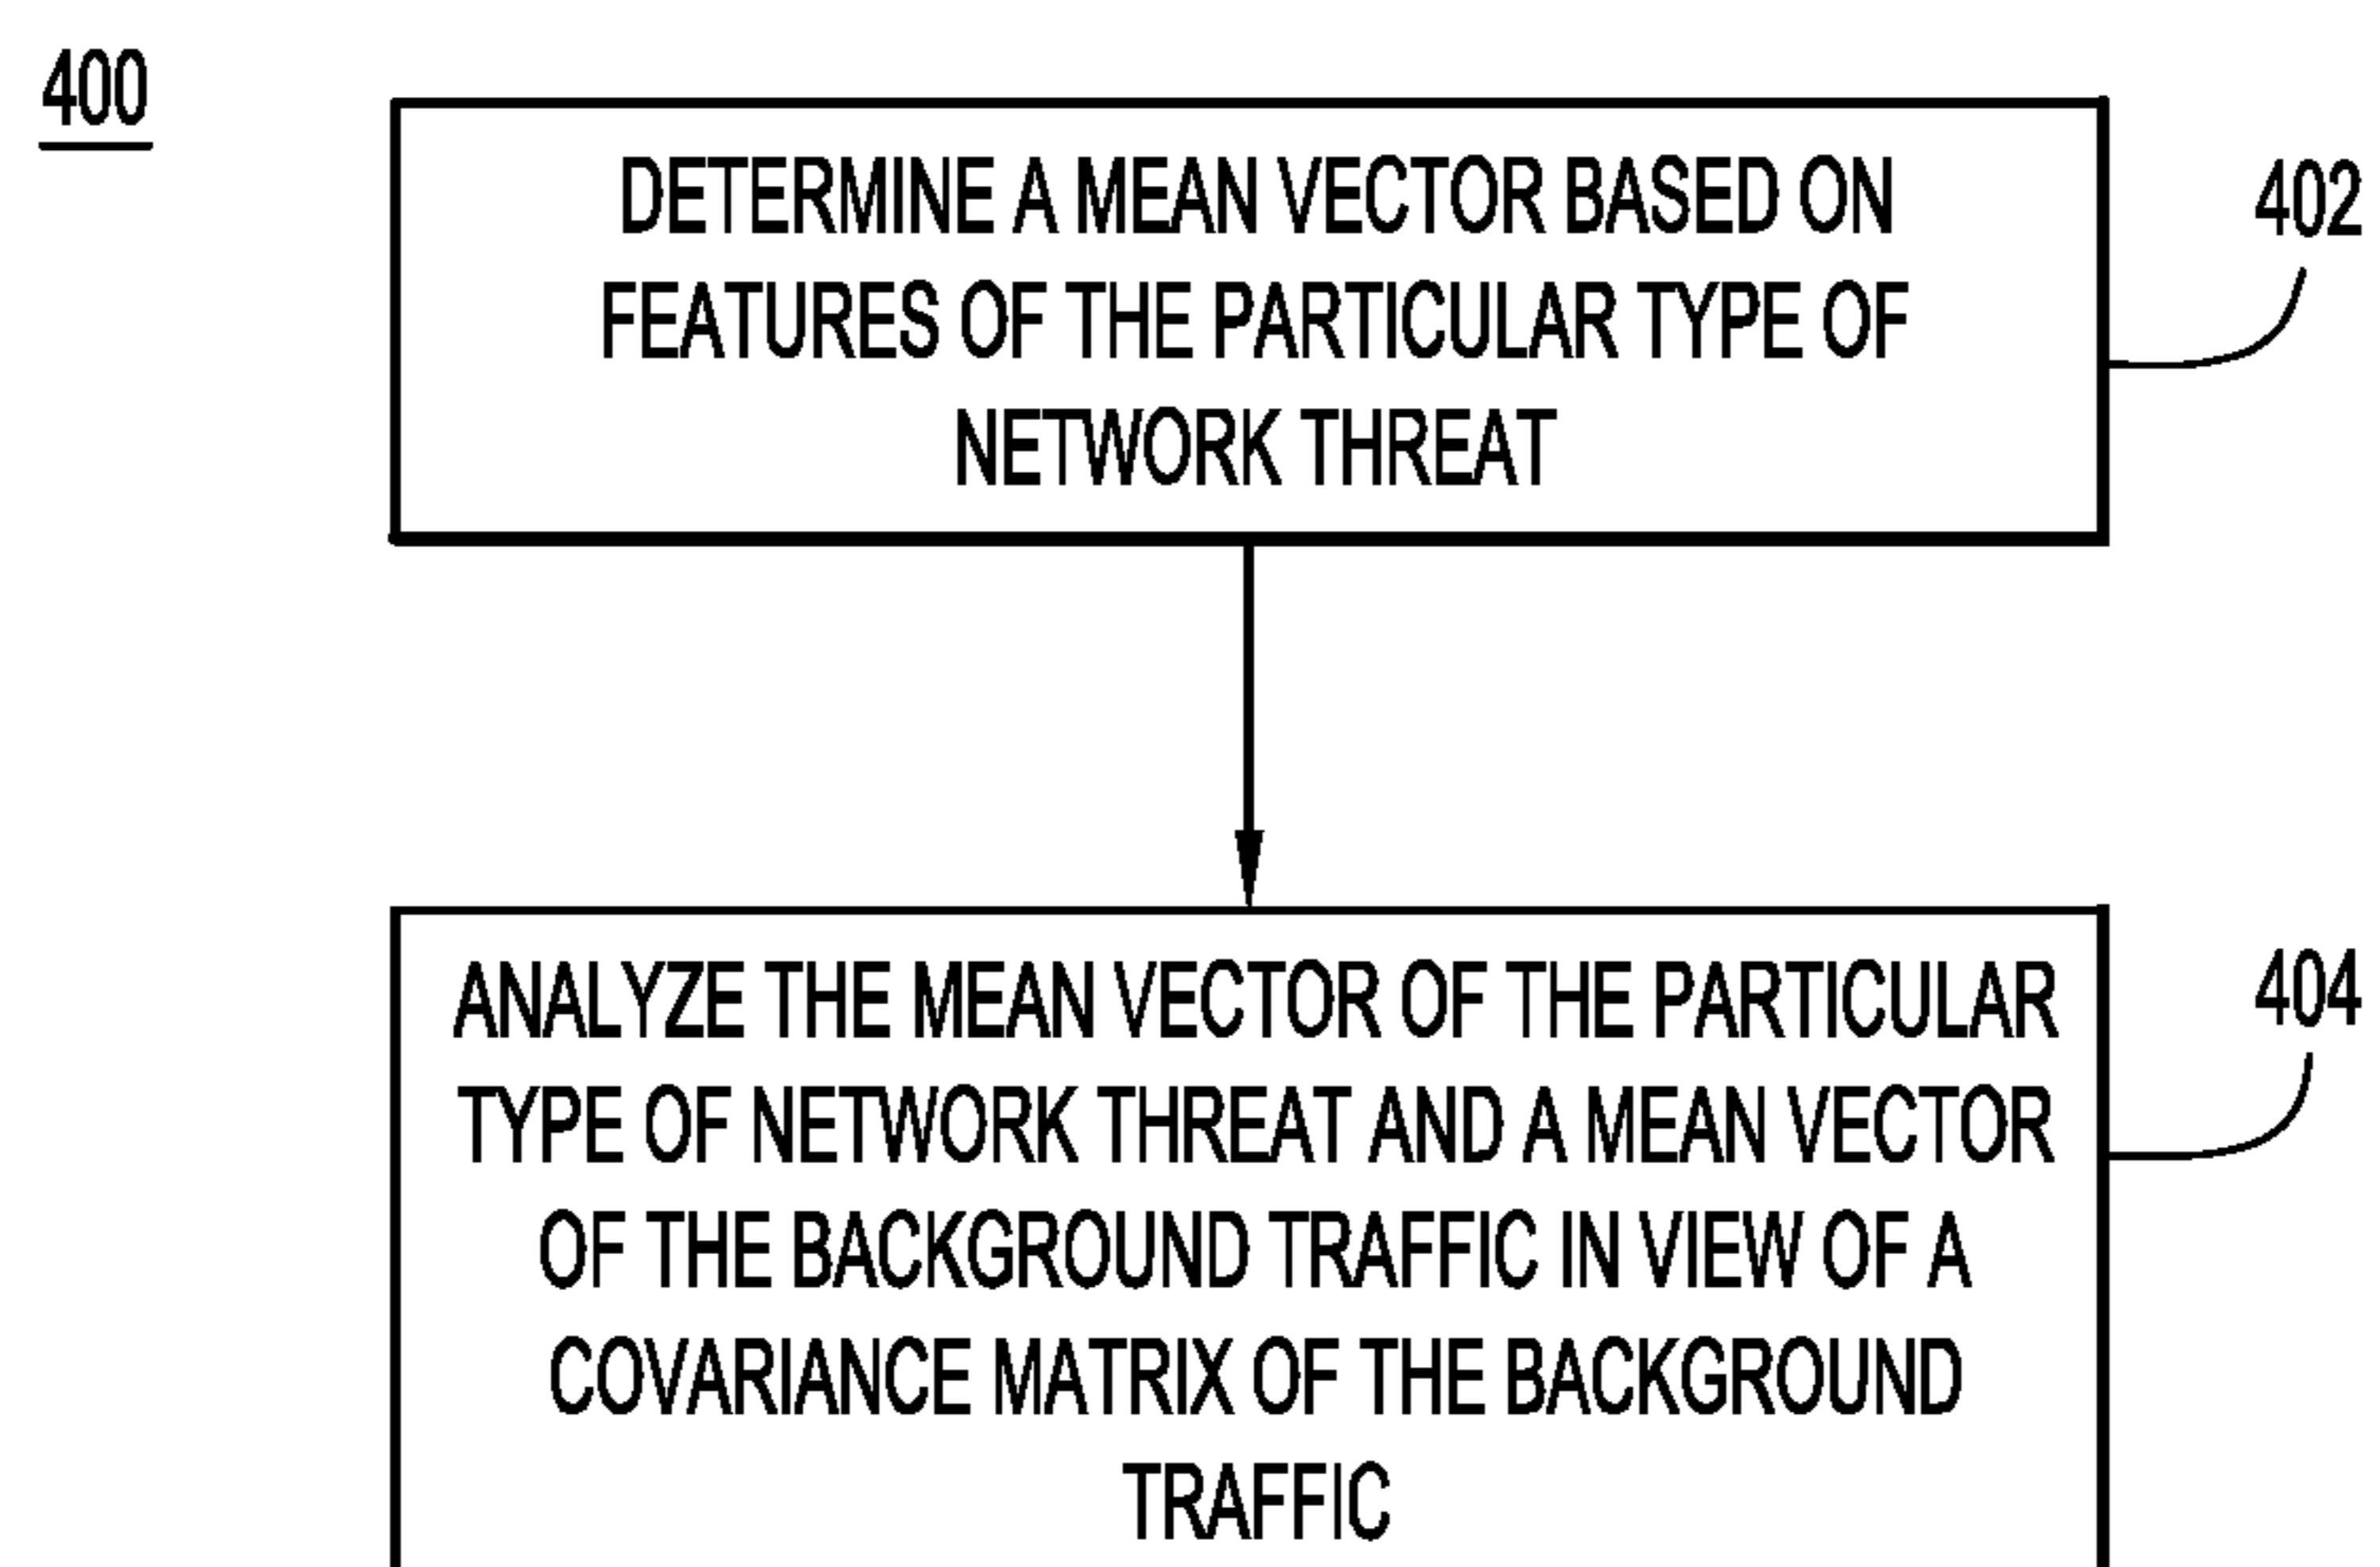 400
DETERMINE A MEAN VECTOR BASED ON
FEATURES OF THE PARTICULAR TYPE OF
NETWORK THREAT
402
ANALYZE THE MEAN VECTOR OF THE PARTICULAR
TYPE OF NETWORK THREAT AND A MEAN VECTOR
OF THE BACKGROUND TRAFFIC IN VIEW OF A
COVARIANCE MATRIX OF THE BACKGROUND
TRAFFIC
404